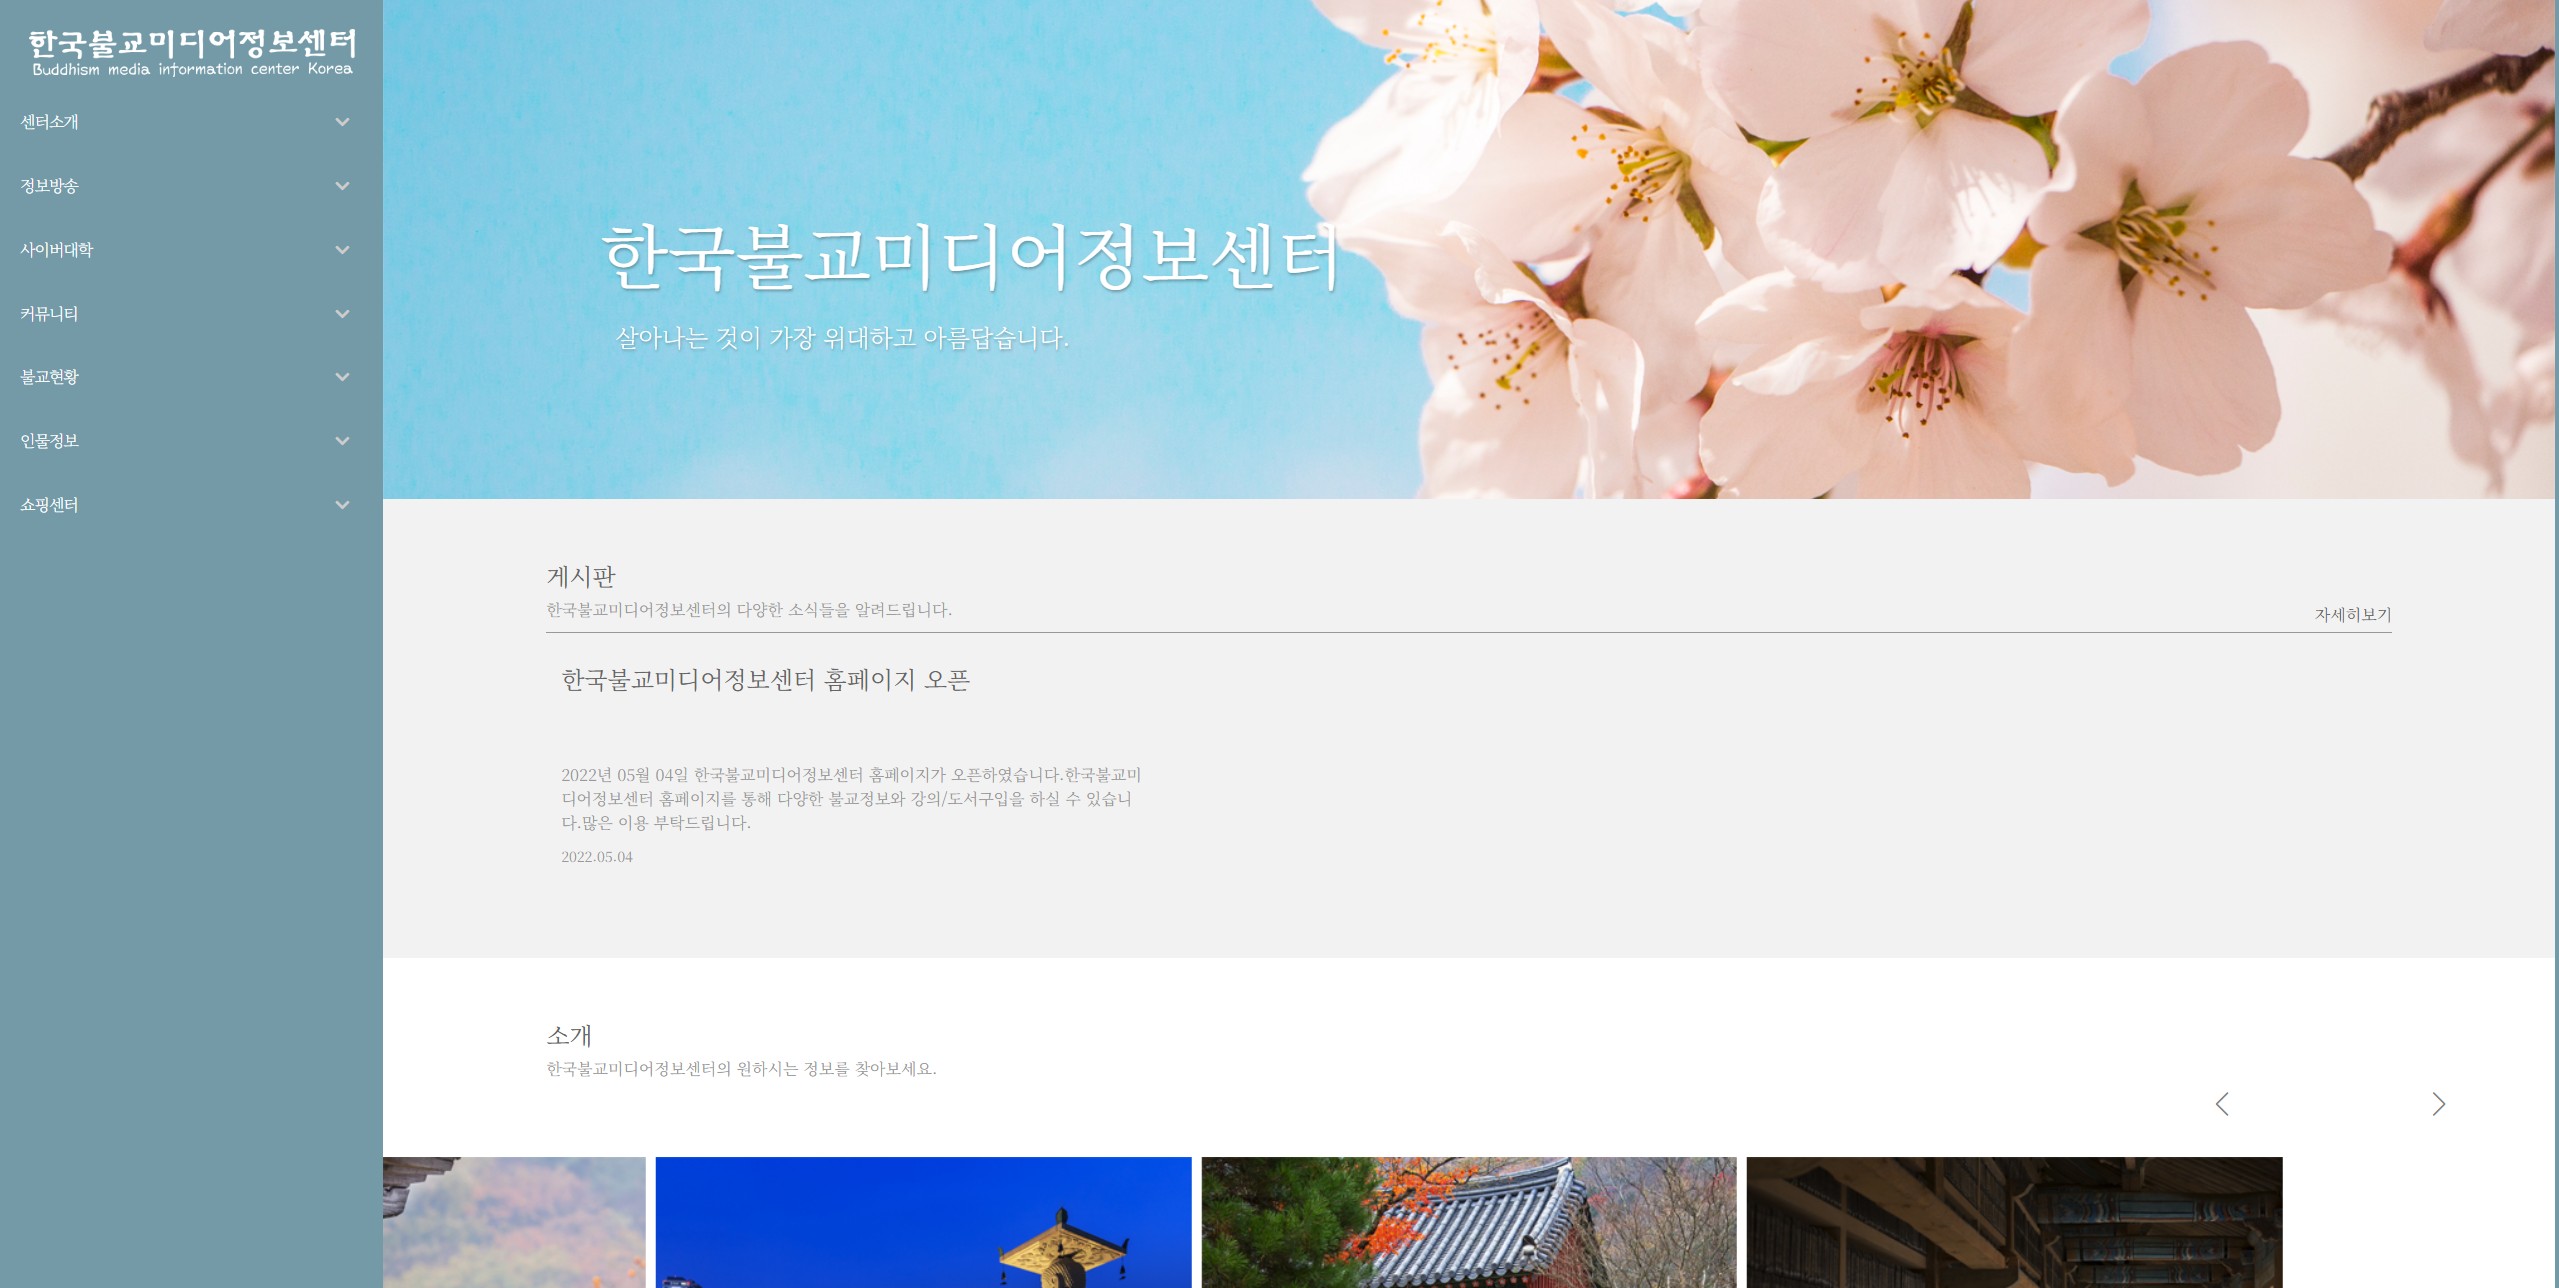 한국불교미디어정보센터
Buddhism media information center Korea
센터소개
정보방송
사이버대학
커뮤니티
불교현황
인물정보
쇼핑센터
한국불교미디어정보센터
살아나는 것이 가장 위대하고 아름답습니다.
게시판
한국불교미디어정보센터의 다양한 소식들을 알려드립니다.
자세히보기
한국불교미디어정보센터 홈페이지 오픈
2022년 05월 04일 한국불교미디어정보센터 홈페이지가 오픈하였습니다.한국불교미
디어정보센터 홈페이지를 통해 다양한 불교정보와 강의/도서구입을 하실 수 있습니
다.많은 이용 부탁드립니다.
2022.05.04
소개
한국불교미디어정보센터의 원하시는 정보를 찾아보세요.